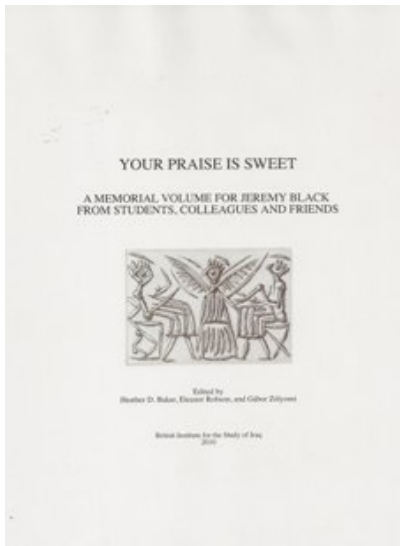 YOUR PRAISE IS SWEET
A MEMORIAL VOLUME FOR JEREMY BLACK
FROM STUDENTS, COLLEAGUES AND FRIENDS
Edited by
Heather D. Baker, Eleanor Robson, and Gábor Zólyomi
British Institute for the Study of Iraq
2010